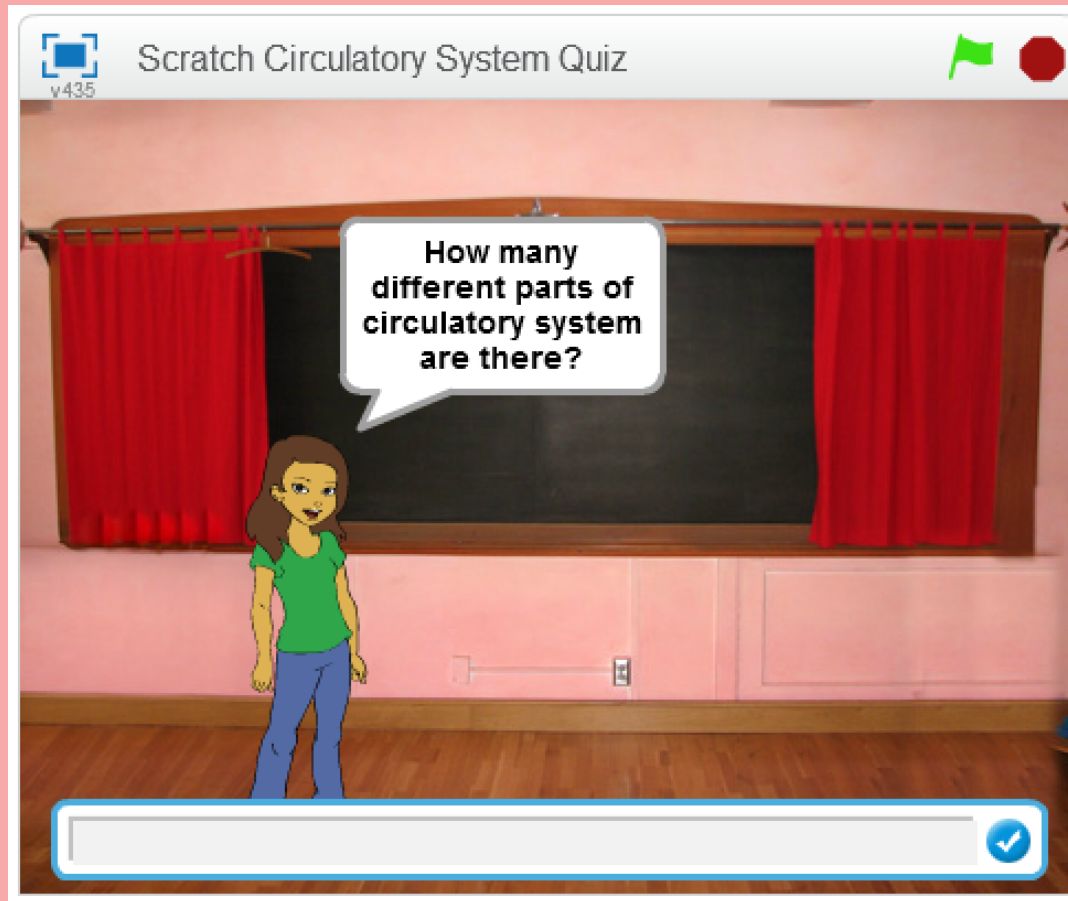 Scratch Circulatory System Quiz
v435
How many
different parts of
circulatory system
are there?